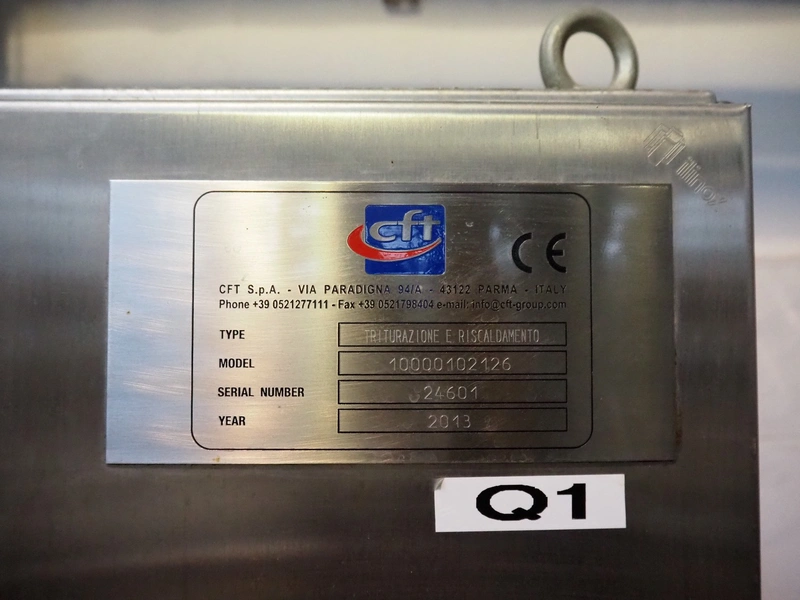 illinox
cft
CE
CFT S.p.A. - VIA PARADIGNA 94/A - 43122 PARMA - ITALY
Phone +39 0521277111 - Fax +39 0521798404 e-mail: info@cft-group.com
TYPE TRITURAZIONE E RISCALDAMENTO
MODEL 10000102126
SERIAL NUMBER 24601
YEAR 2013
Q1